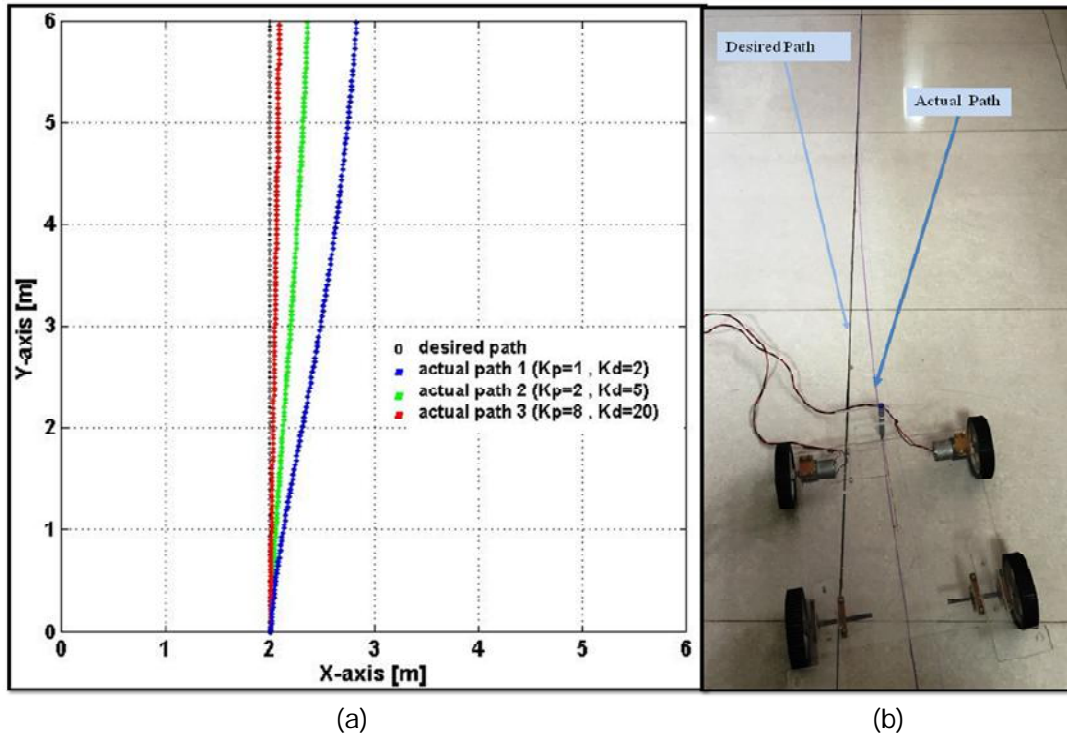 6
5
4
3
2
1
0
Y-axis [m]
0 1 2 3 4 5 6
X-axis [m]
o desired path
actual path 1 (Kp=1 , Kd=2)
actual path 2 (Kp=2 , Kd=5)
actual path 3 (Kp=8 , Kd=20)
Desired Path
Actual Path
(a)
(b)